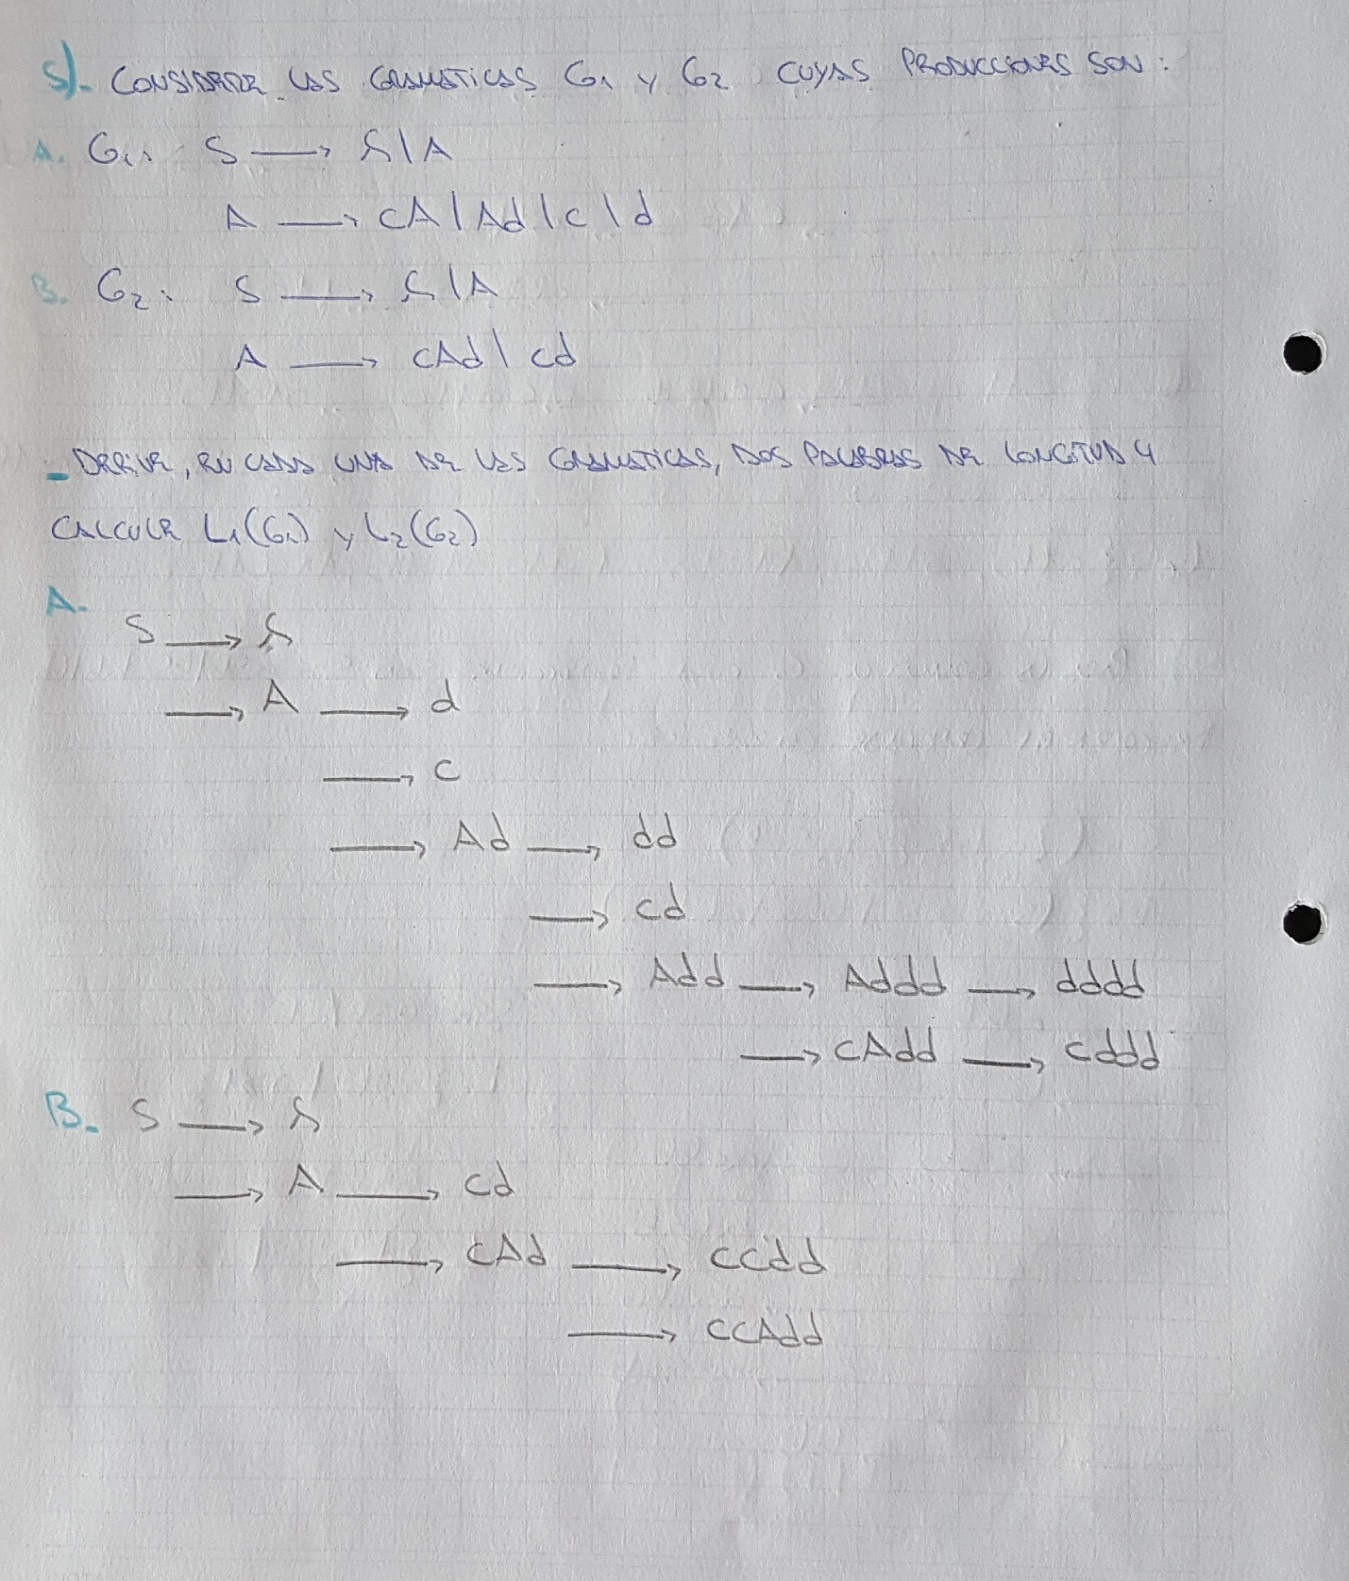 5). CONSIDERAR LAS GRAMATICAS G1 Y G2 CUYAS PRODUCCIONES SON:
A. G1: S → λ | A
A → cA | Ad | c | d
B. G2: S → λ | A
A → cAd | cd
- DERIVE, EN CADA UNA DE LAS GRAMATICAS, DOS PALABRAS DE LONGITUD 4
CALCULE L1(G1) y L2(G2)
A.
S → λ
→ A → d
→ c
→ Ad → dd
→ cd
→ Add → Addd → dddd
→ cAdd → cddd
B. S → λ
→ A → cd
→ cAd → ccdd
→ ccAdd